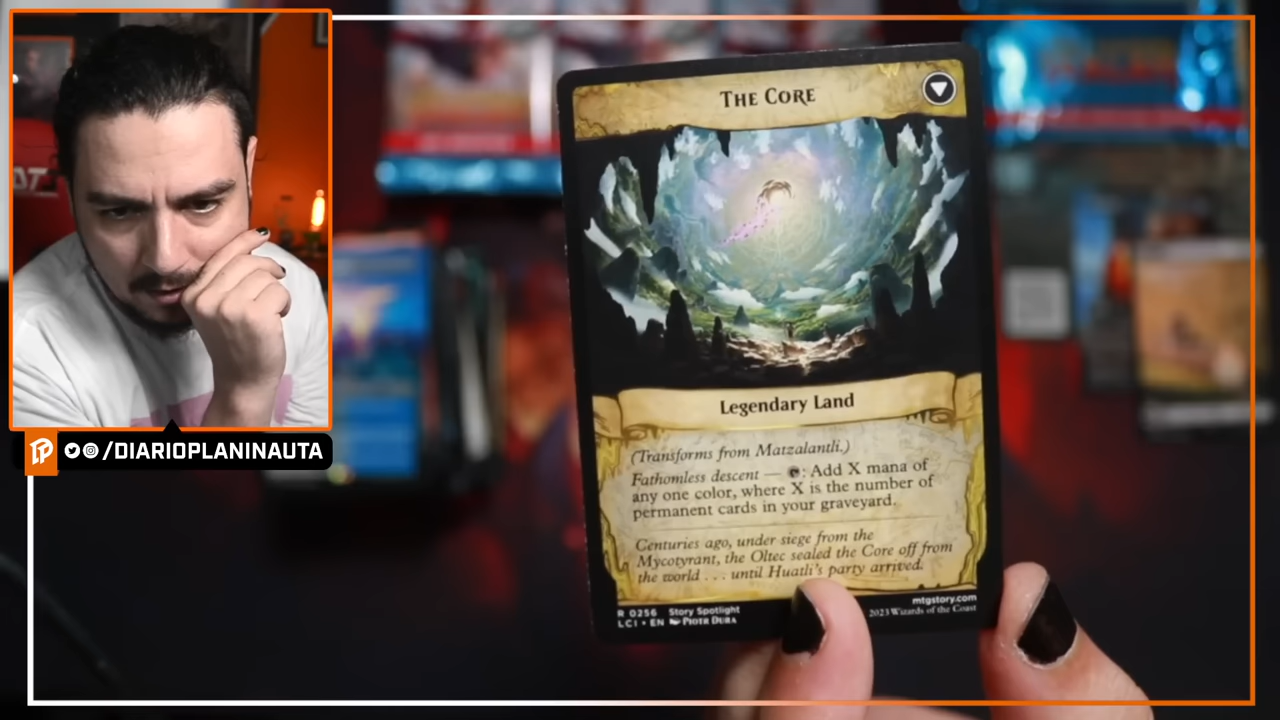 /DIARIOPLANINAUTA
THE CORE
Legendary Land
(Transforms from Matzalantli.)
Fathomless descent — : Add X mana of
any one color, where X is the number of
permanent cards in your graveyard.
Centuries ago, under siege from the
Mycotyrant, the Oltec sealed the Core off from
the world . . . until Huatli's party arrived.
R 0256 Story Spotlight
LCI • EN PIOTR DURA
mtgstory.com
2023 Wizards of the Coast